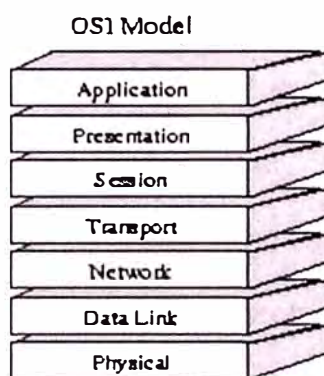 OSI Model
Application
Presentation
Session
Transport
Network
Data Link
Physical